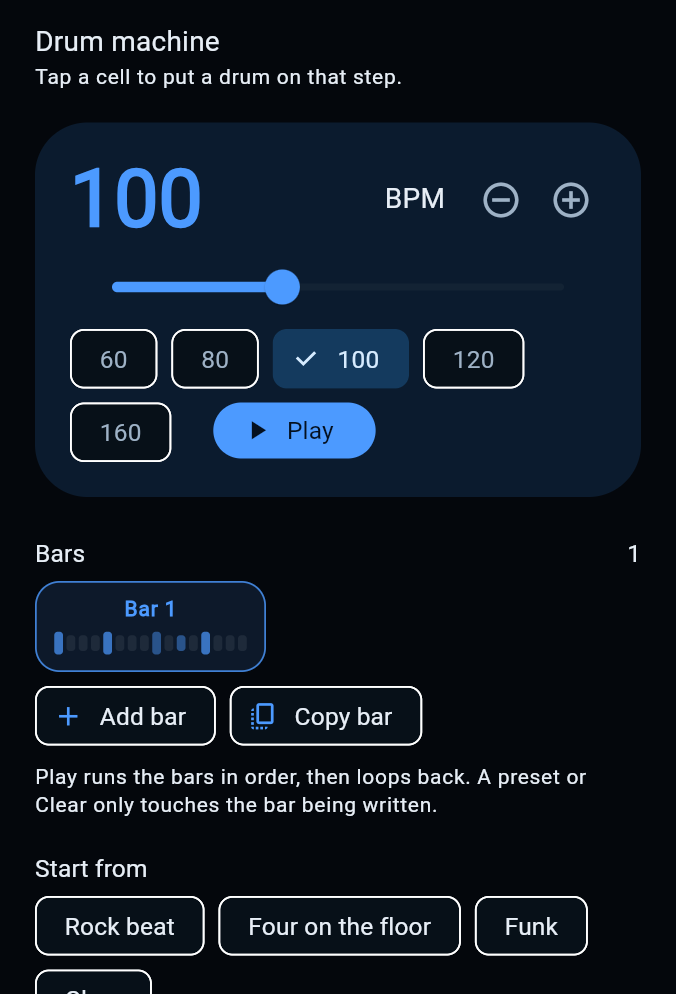 Drum machine
Tap a cell to put a drum on that step.
100
BPM
60
80
100
120
160
Play
Bars
1
Bar 1
Add bar
Copy bar
Play runs the bars in order, then loops back. A preset or
Clear only touches the bar being written.
Start from
Rock beat
Four on the floor
Funk